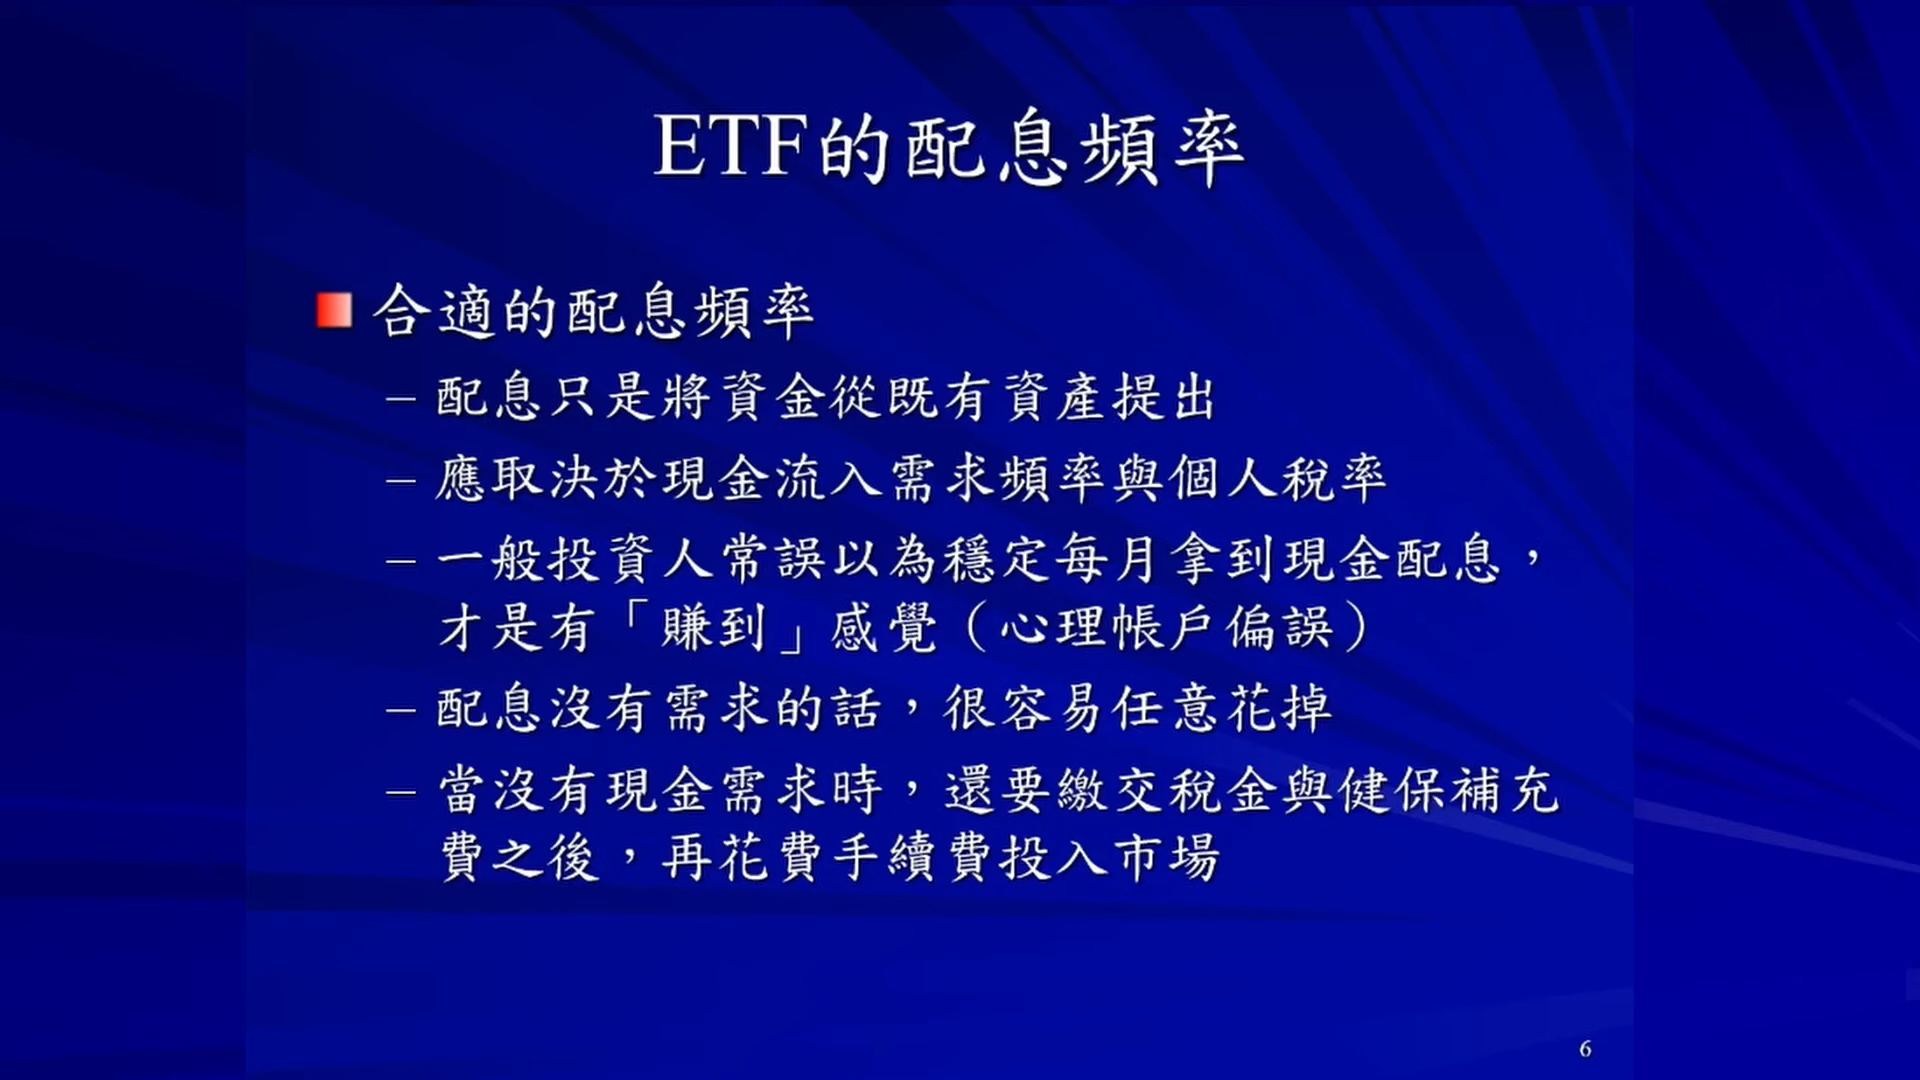 ETF的配息頻率
合適的配息頻率
– 配息只是將資金從既有資產提出
– 應取決於現金流入需求頻率與個人稅率
– 一般投資人常誤以為穩定每月拿到現金配息，
才是有「賺到」感覺（心理帳戶偏誤）
– 配息沒有需求的話，很容易任意花掉
– 當沒有現金需求時，還要繳交稅金與健保補充
費之後，再花費手續費投入市場
6